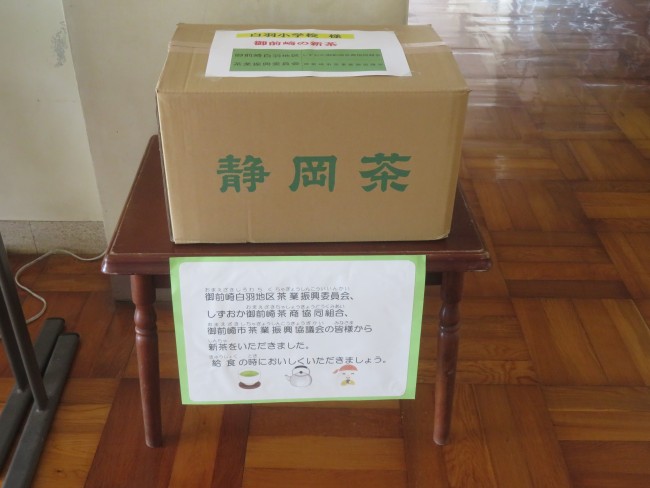 白羽小学校 様
御前崎の新茶
静岡茶
御前崎白羽地区茶業振興委員会、
しずおか御前崎茶商協同組合、
御前崎市茶業振興協議会の皆様から
新茶をいただきました。
給食の時においしくいただきましょう。